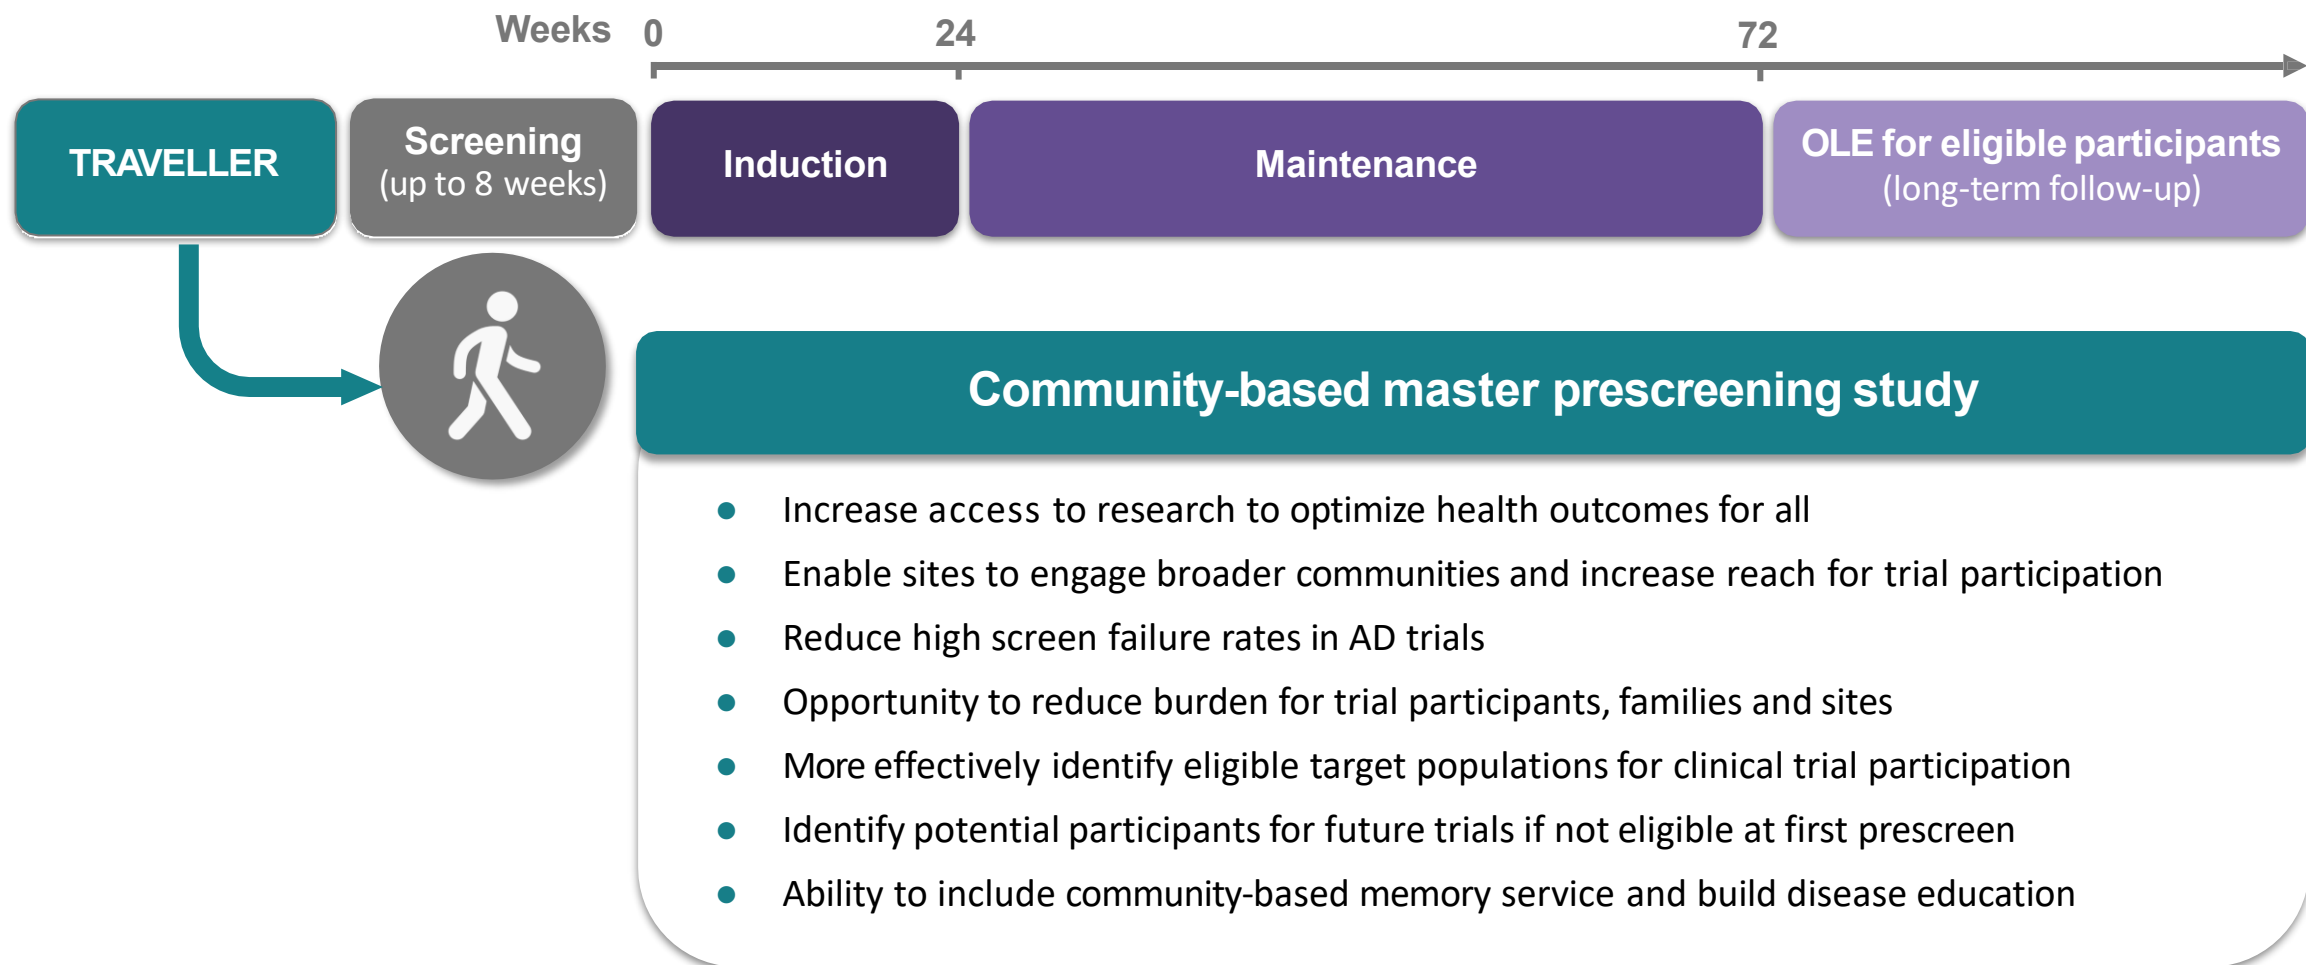 Weeks 0 24 72
TRAVELLER
Screening
(up to 8 weeks)
Induction
Maintenance
OLE for eligible participants
(long-term follow-up)
Community-based master prescreening study
● Increase access to research to optimize health outcomes for all
● Enable sites to engage broader communities and increase reach for trial participation
● Reduce high screen failure rates in AD trials
● Opportunity to reduce burden for trial participants, families and sites
● More effectively identify eligible target populations for clinical trial participation
● Identify potential participants for future trials if not eligible at first prescreen
● Ability to include community-based memory service and build disease education